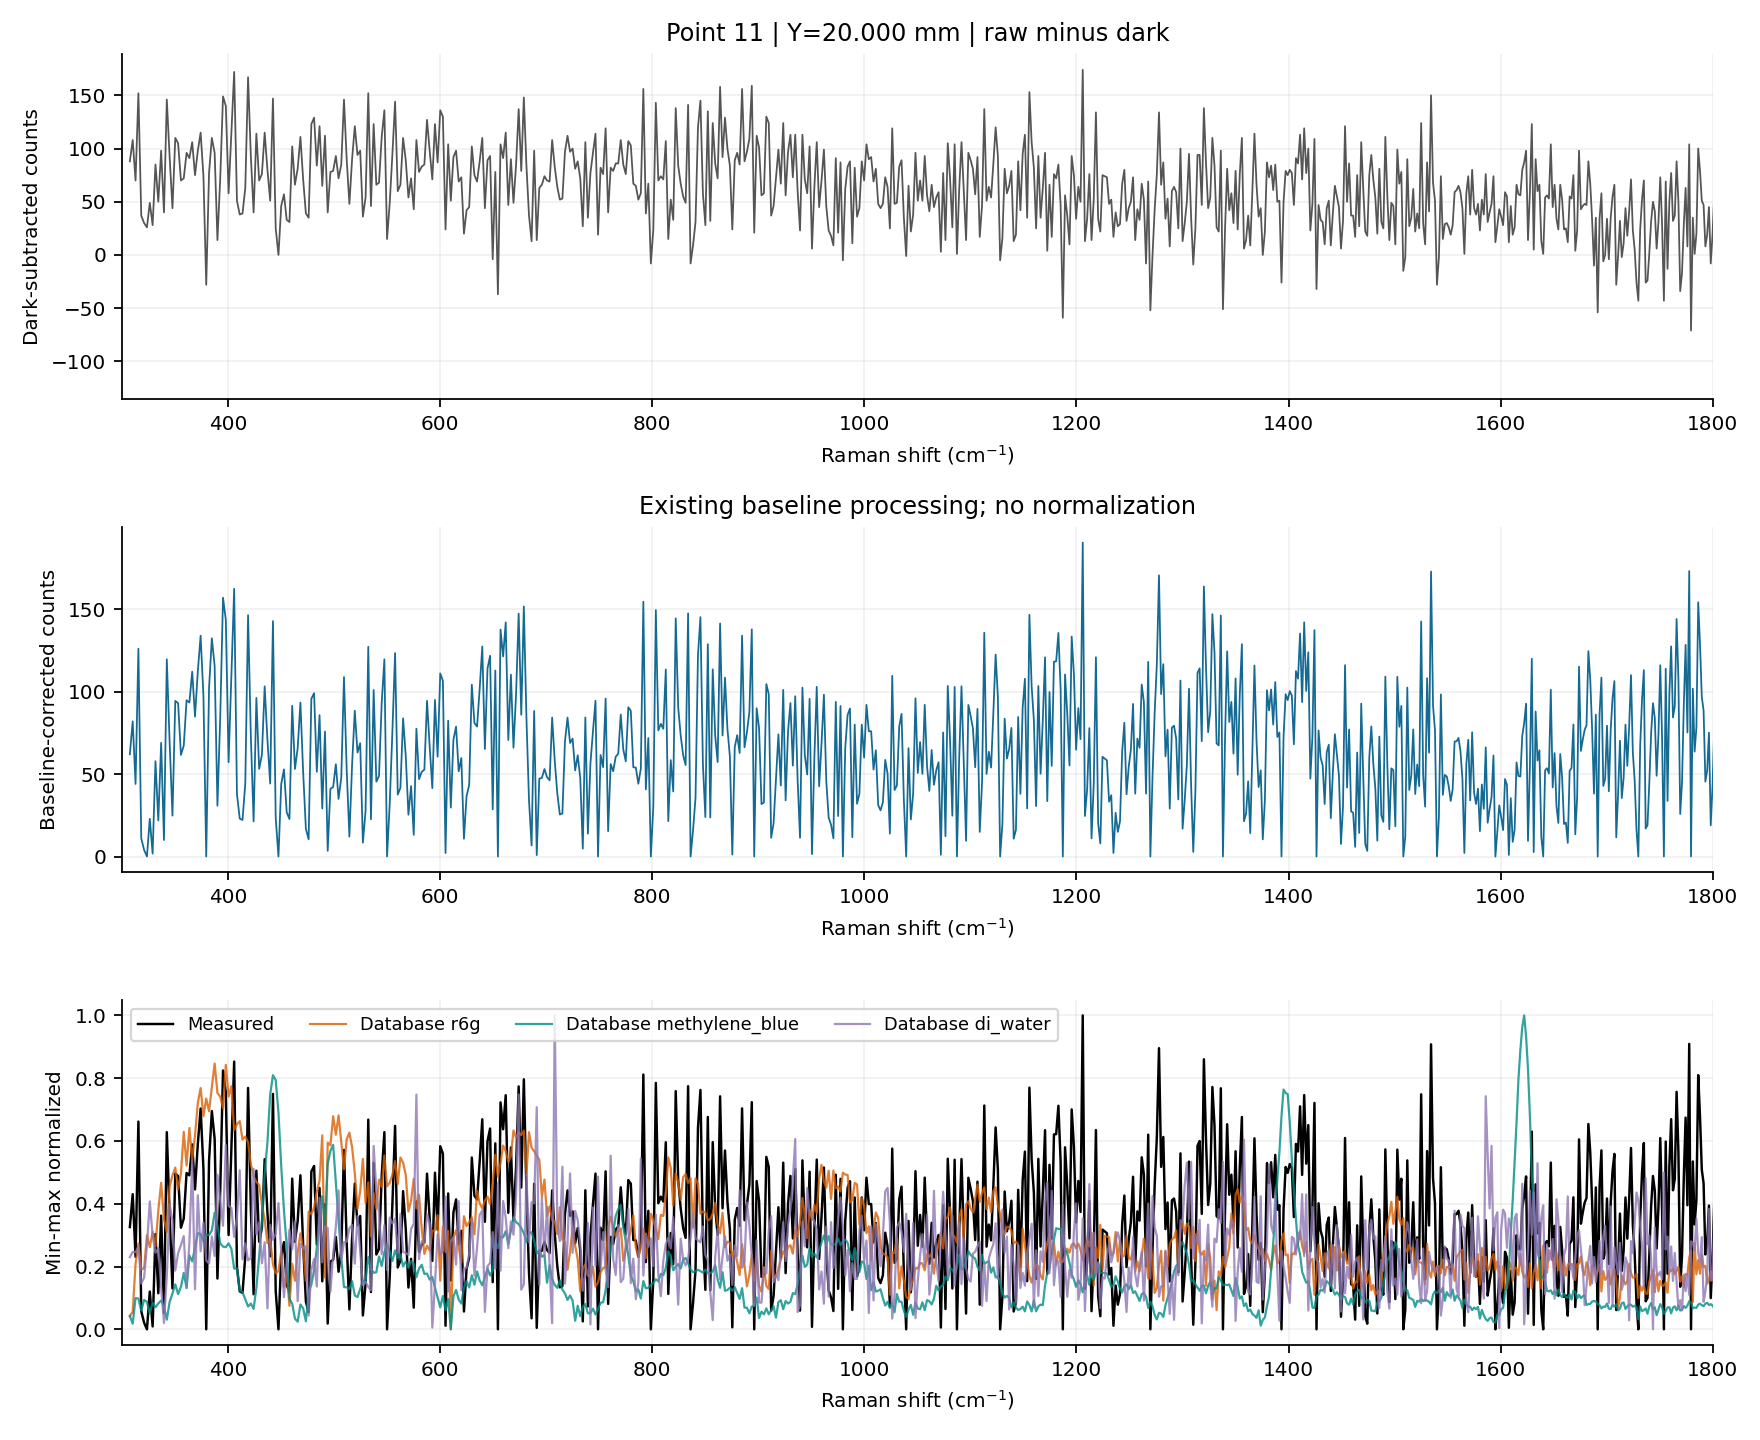 Point 11 | Y=20.000 mm | raw minus dark
Dark-subtracted counts
150
100
50
0
−50
−100
400 600 800 1000 1200 1400 1600 1800
Raman shift (cm⁻¹)
Existing baseline processing; no normalization
Baseline-corrected counts
150
100
50
0
400 600 800 1000 1200 1400 1600 1800
Raman shift (cm⁻¹)
Measured Database r6g Database methylene_blue Database di_water
Min-max normalized
1.0
0.8
0.6
0.4
0.2
0.0
400 600 800 1000 1200 1400 1600 1800
Raman shift (cm⁻¹)